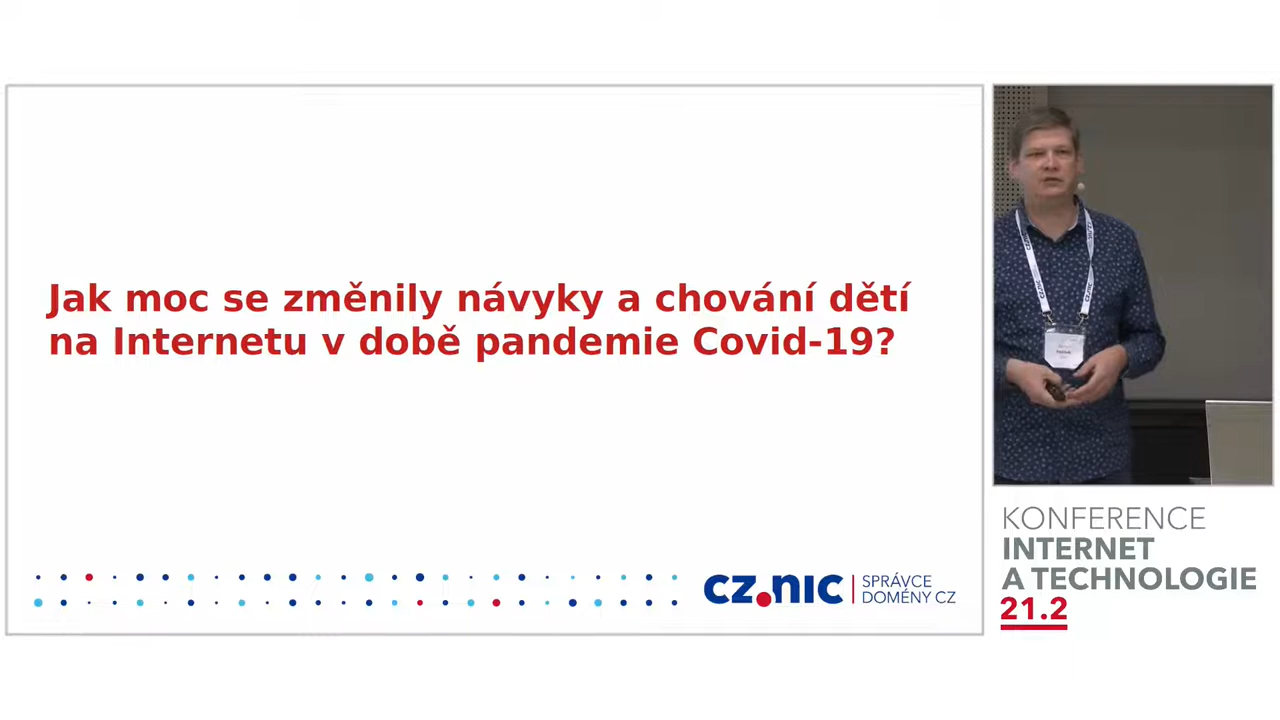 Jak moc se změnily návyky a chování dětí
na Internetu v době pandemie Covid-19?
CZ.NIC
SPRÁVCE
DOMÉNY CZ
KONFERENCE
INTERNET
A TECHNOLOGIE
21.2